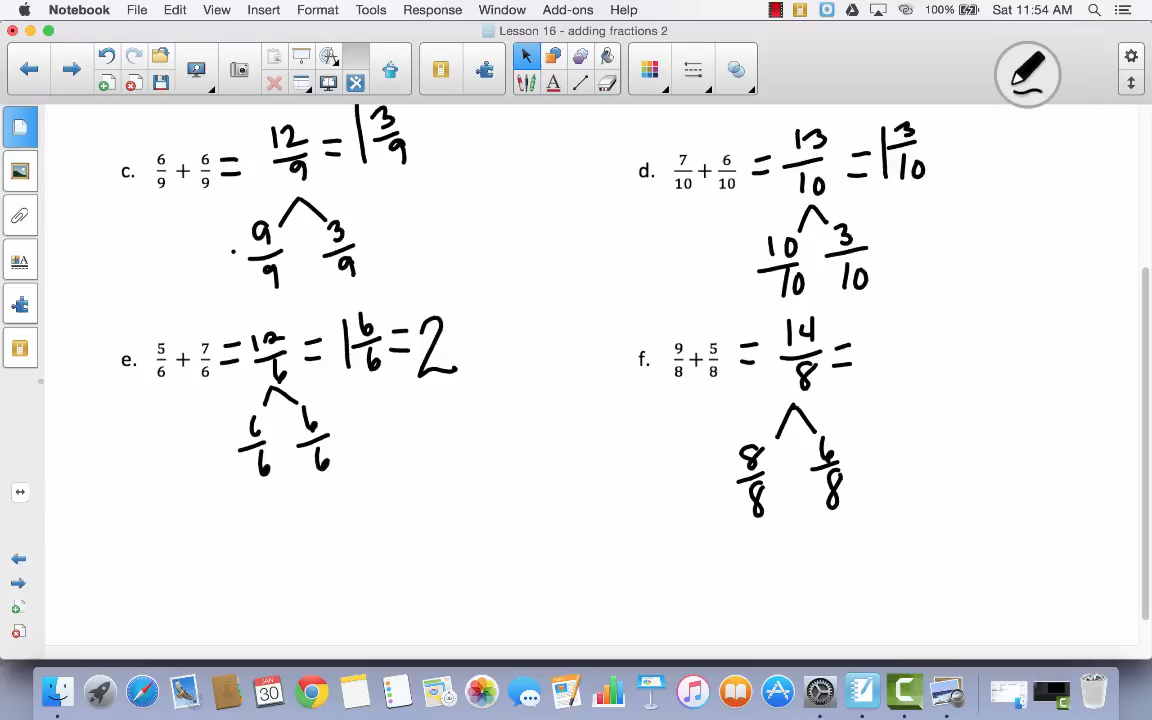 Notebook File Edit View Insert Format Tools Response Window Add-ons Help 100% Sat 11:54 AM
Lesson 16 - adding fractions 2
c. 6/9 + 6/9 = 12/9 = 1 3/9
9/9 3/9
d. 7/10 + 6/10 = 13/10 = 1 3/10
10/10 3/10
e. 5/6 + 7/6 = 12/6 = 1 6/6 = 2
6/6 6/6
f. 9/8 + 5/8 = 14/8 =
8/8 6/8
JAN
30